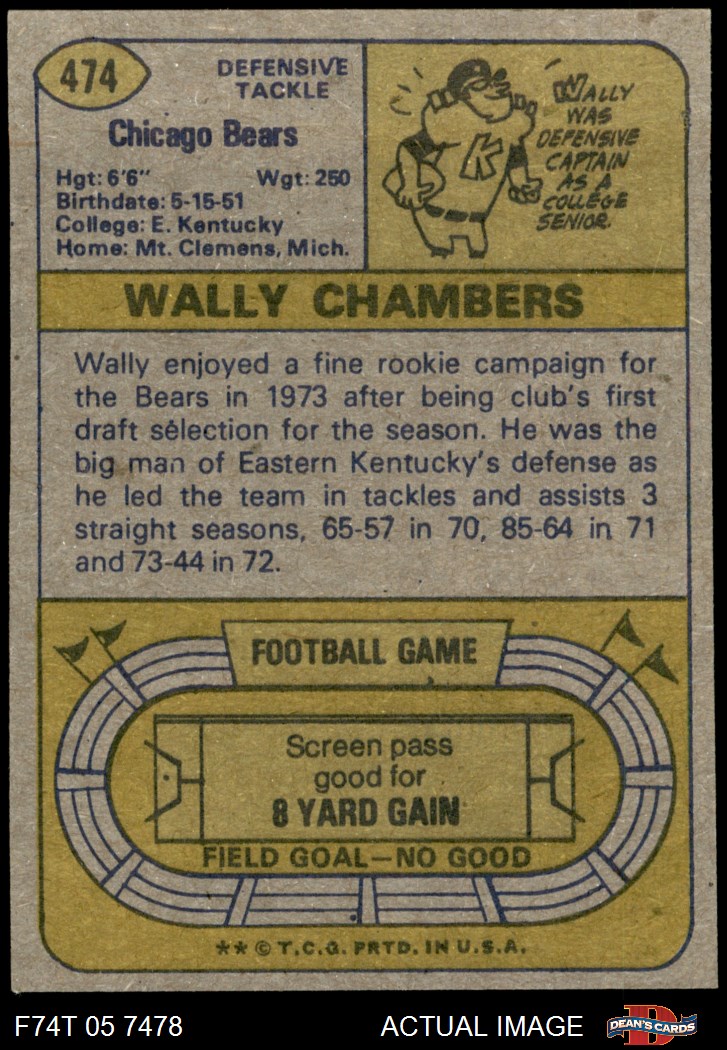 474
DEFENSIVE
TACKLE
Chicago Bears
Hgt: 6'6" Wgt: 250
Birthdate: 5-15-51
College: E. Kentucky
Home: Mt. Clemens, Mich.
K
WALLY
WAS
DEFENSIVE
CAPTAIN
AS A
COLLEGE
SENIOR.
WALLY CHAMBERS
Wally enjoyed a fine rookie campaign for
the Bears in 1973 after being club's first
draft selection for the season. He was the
big man of Eastern Kentucky's defense as
he led the team in tackles and assists 3
straight seasons, 65-57 in 70, 85-64 in 71
and 73-44 in 72.
FOOTBALL GAME
Screen pass
good for
8 YARD GAIN
FIELD GOAL—NO GOOD
** © T.C.G. PRTD. IN U.S.A.
F74T 05 7478 ACTUAL IMAGE
D
DEAN'S CARDS